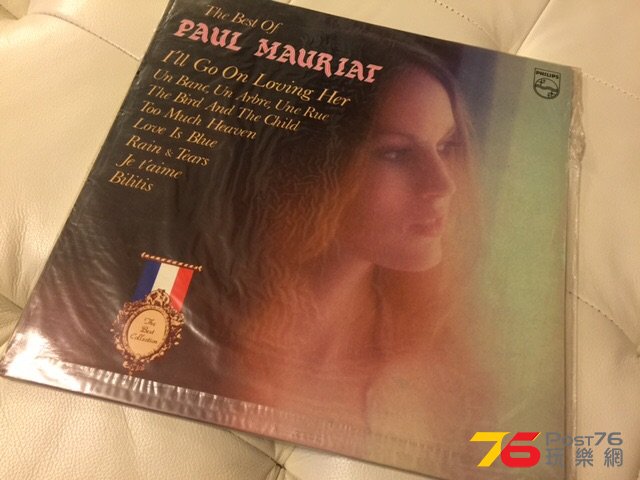 The Best Of
PAUL MAURIAT
I'll Go On Loving Her
Un Banc, Un Arbre, Une Rue
The Bird And The Child
Too Much Heaven
Love Is Blue
Rain & Tears
Je t'aime
Bilitis
PHILIPS
The
Best
Collection
76 POST76
玩樂網